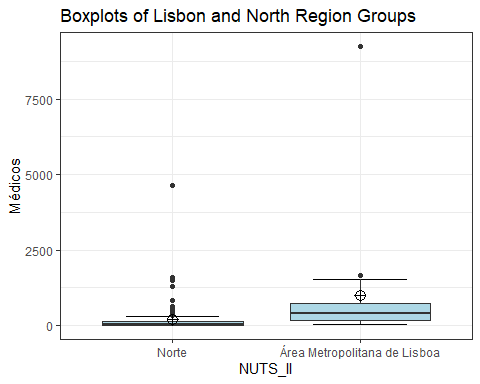 Boxplots of Lisbon and North Region Groups
Médicos
7500
5000
2500
0
Norte
Área Metropolitana de Lisboa
NUTS_II